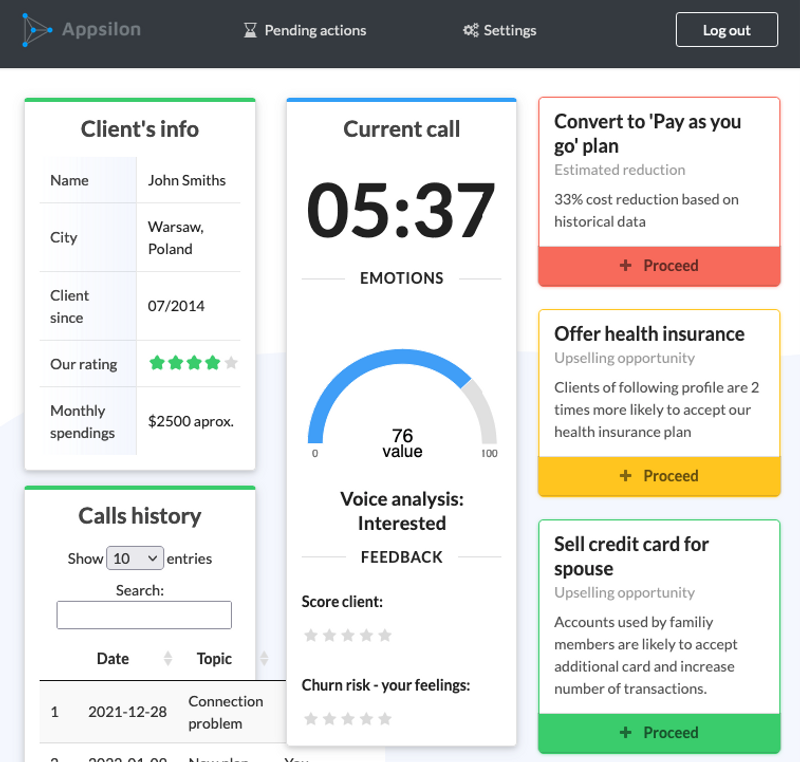 Appsilon
Pending actions
Settings
Log out
Client's info
Name
John Smiths
City
Warsaw,
Poland
Client
since
07/2014
Our rating
Monthly
spendings
$2500 aprox.
Calls history
Show 10 entries
Search:
Date
Topic
1
2021-12-28
Connection
problem
2
2022-01-08
New plan
You
Current call
05:37
EMOTIONS
76
value
0
100
Voice analysis:
Interested
FEEDBACK
Score client:
Churn risk - your feelings:
Convert to 'Pay as you
go' plan
Estimated reduction
33% cost reduction based on
historical data
+ Proceed
Offer health insurance
Upselling opportunity
Clients of following profile are 2
times more likely to accept our
health insurance plan
+ Proceed
Sell credit card for
spouse
Upselling opportunity
Accounts used by familiy
members are likely to accept
additional card and increase
number of transactions.
+ Proceed